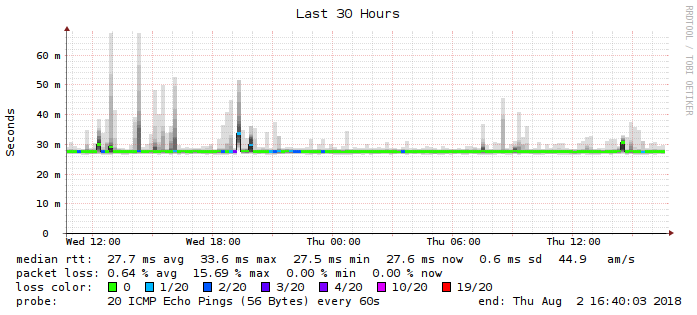 Last 30 Hours
RRDTOOL / TOBI OETIKER
Seconds
60 m
50 m
40 m
30 m
20 m
10 m
0
Wed 12:00 Wed 18:00 Thu 00:00 Thu 06:00 Thu 12:00
median rtt: 27.7 ms avg 33.6 ms max 27.5 ms min 27.6 ms now 0.6 ms sd 44.9 am/s
packet loss: 0.64 % avg 15.69 % max 0.00 % min 0.00 % now
loss color: 0 1/20 2/20 3/20 4/20 10/20 19/20
probe: 20 ICMP Echo Pings (56 Bytes) every 60s end: Thu Aug 2 16:40:03 2018